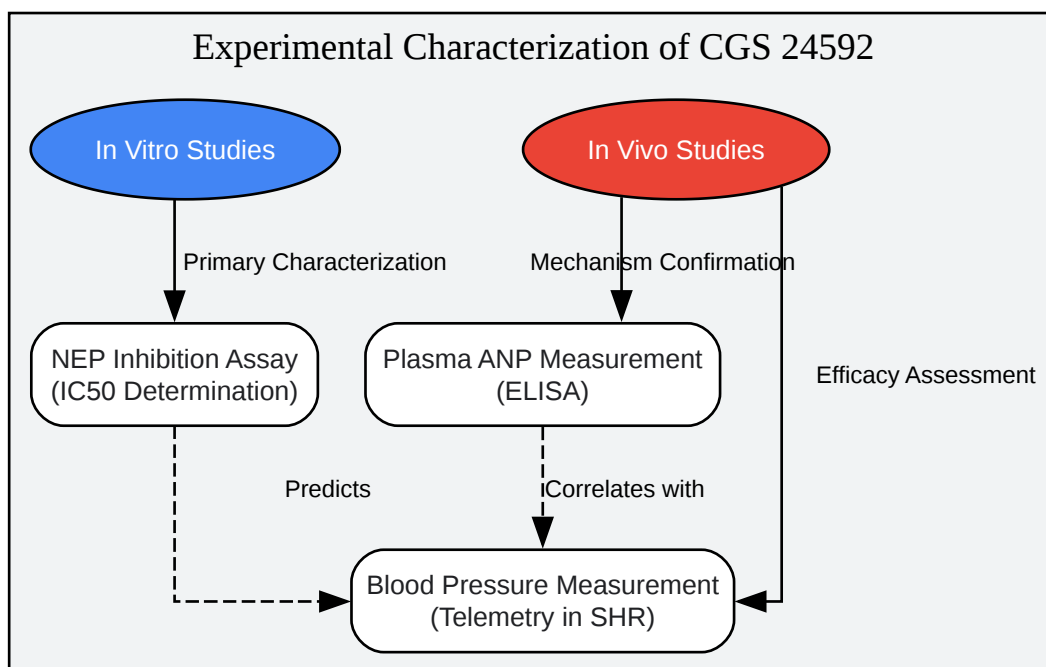 Experimental Characterization of CGS 24592
In Vitro Studies
In Vivo Studies
Primary Characterization
Mechanism Confirmation
NEP Inhibition Assay
(IC50 Determination)
Plasma ANP Measurement
(ELISA)
Efficacy Assessment
Predicts
Correlates with
Blood Pressure Measurement
(Telemetry in SHR)